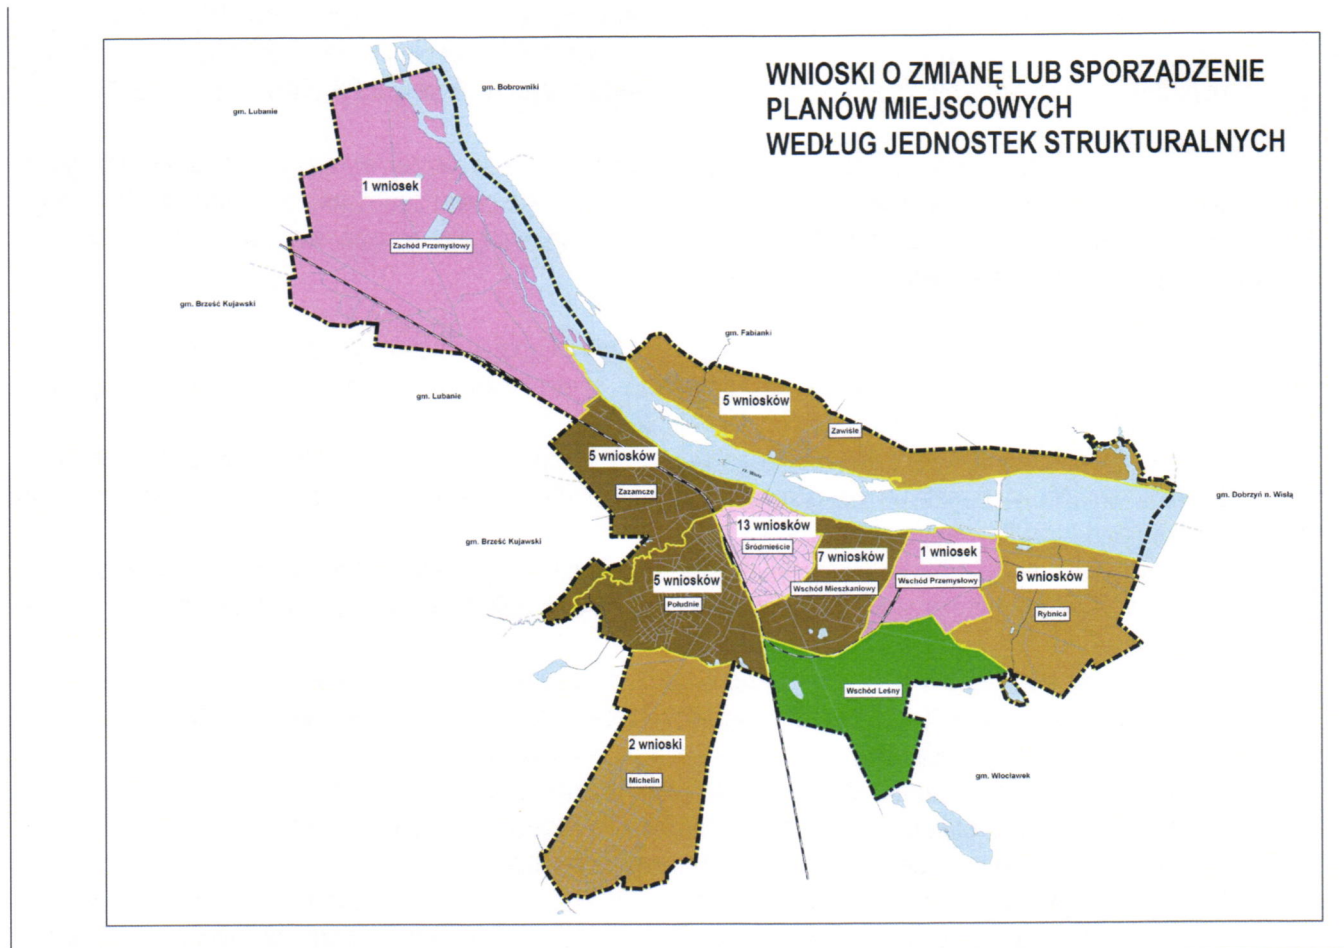 WNIOSKI O ZMIANĘ LUB SPORZĄDZENIE
PLANÓW MIEJSCOWYCH
WEDŁUG JEDNOSTEK STRUKTURALNYCH
gm. Bobrowniki
gm. Lubanie
1 wniosek
Zachód Przemysłowy
gm. Brześć Kujawski
gm. Fabianki
gm. Lubanie
5 wniosków
Zawiśle
5 wniosków
Zazamcze
gm. Dobrzyń n. Wisłą
13 wniosków
Śródmieście
gm. Brześć Kujawski
7 wniosków
Wschód Mieszkaniowy
1 wniosek
Wschód Przemysłowy
5 wniosków
Południe
6 wniosków
Rybnica
Wschód Leśny
2 wnioski
Michelin
gm. Włocławek